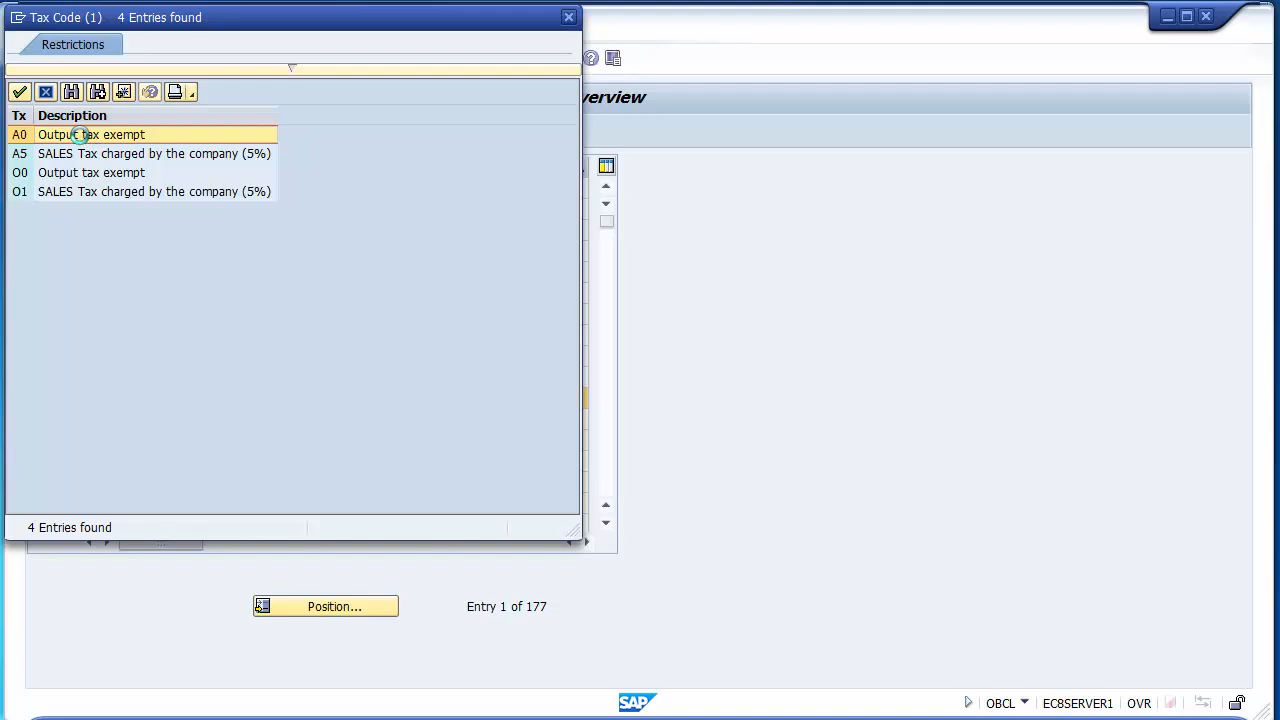 Tax Code (1) 4 Entries found
Restrictions
verview
Tx Description
A0 Output tax exempt
A5 SALES Tax charged by the company (5%)
O0 Output tax exempt
O1 SALES Tax charged by the company (5%)
4 Entries found
Position...
Entry 1 of 177
SAP
OBCL
EC8SERVER1
OVR